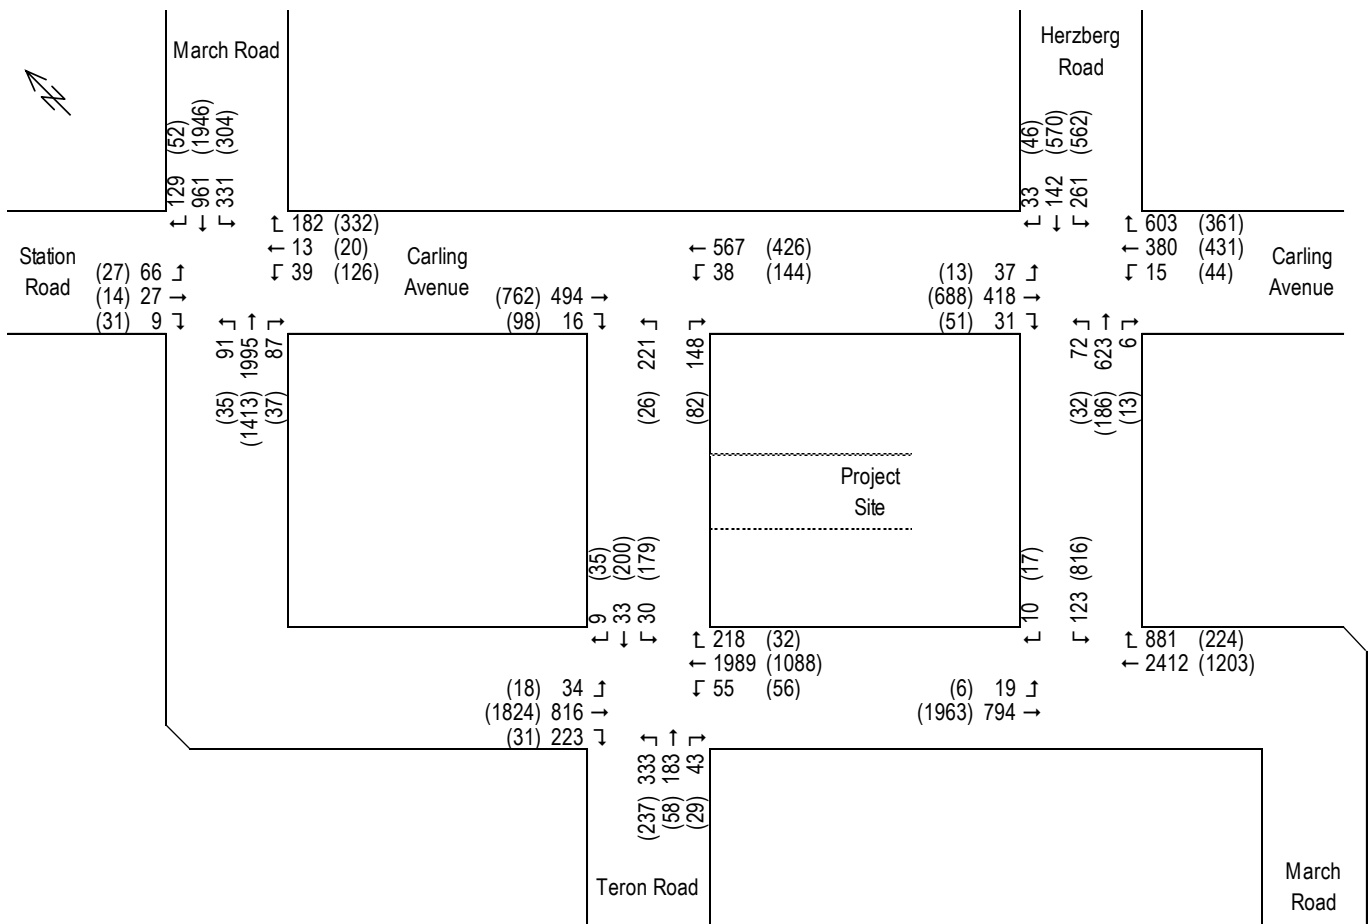 March Road
Herzberg
Road
(52) (1946) (304)
129 961 331
(46) (570) (562)
33 142 261
Station
Road
182 (332)
13 (20)
39 (126)
Carling
Avenue
567 (426)
38 (144)
603 (361)
380 (431)
15 (44)
Carling
Avenue
(27) 66
(14) 27
(31) 9
(762) 494
(98) 16
(13) 37
(688) 418
(51) 31
91 1995 87
(35) (1413) (37)
221 148
(26) (82)
72 623 6
(32) (186) (13)
Project
Site
(35) (200) (179)
9 33 30
(17) (816)
10 123
218 (32)
1989 (1088)
55 (56)
881 (224)
2412 (1203)
(18) 34
(1824) 816
(31) 223
(6) 19
(1963) 794
333 183 43
(237) (58) (29)
Teron Road
March
Road
N